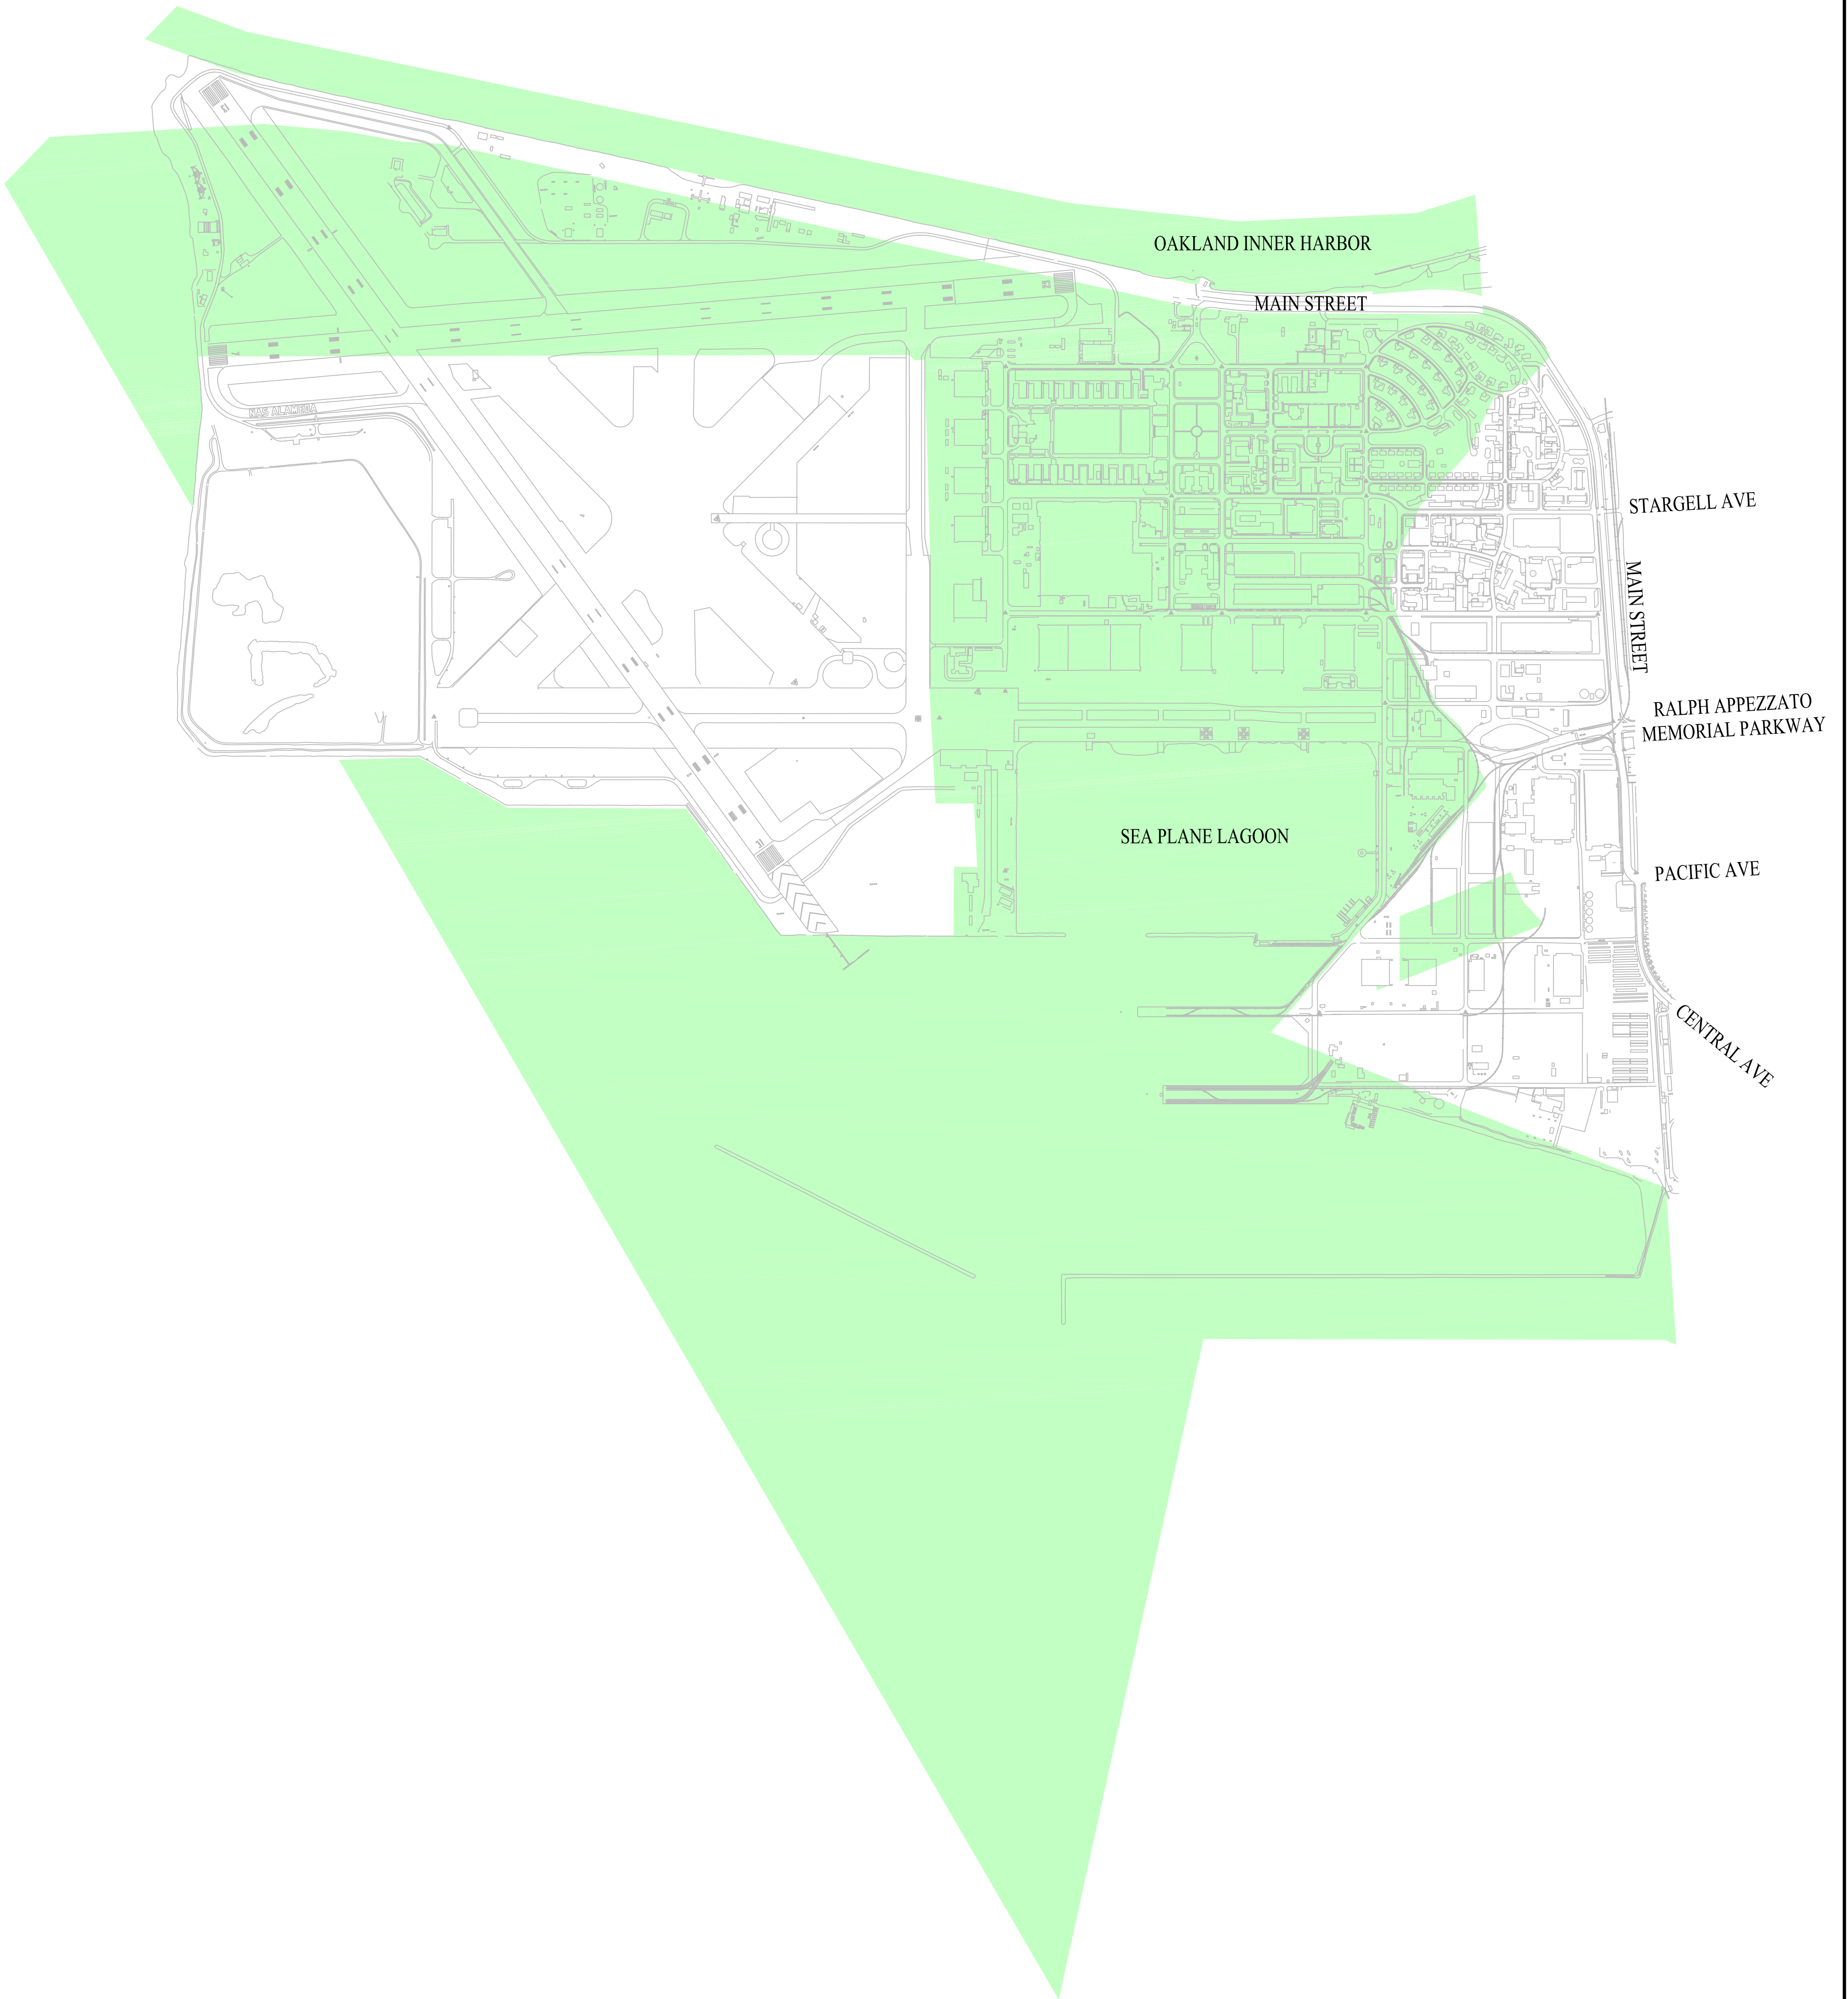 OAKLAND INNER HARBOR
MAIN STREET
NAS ALAMEDA
STARGELL AVE
MAIN STREET
RALPH APPEZZATO
MEMORIAL PARKWAY
SEA PLANE LAGOON
PACIFIC AVE
CENTRAL AVE